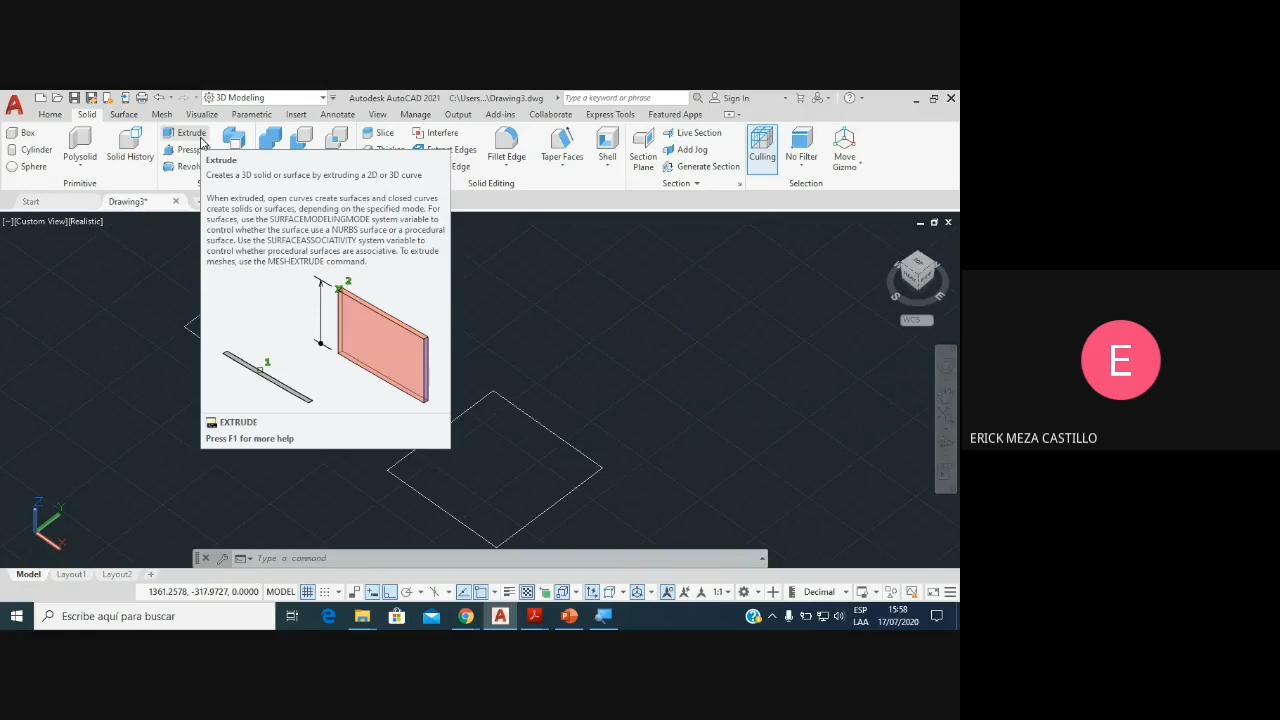 3D Modeling
Autodesk AutoCAD 2021 C:\Users...\Drawing3.dwg
Type a keyword or phrase
Sign In
Home Solid Surface Mesh Visualize Parametric Insert Annotate View Manage Output Add-ins Collaborate Express Tools Featured Apps
Box
Cylinder
Sphere
Polysolid
Solid History
Primitive
Extrude
Slice
Interfere
Fillet Edge
Taper Faces
Shell
Solid Editing
Section
Plane
Live Section
Add Jog
Generate Section
Section
Culling
No Filter
Move
Gizmo
Selection
Start
Drawing3*
[−][Custom View][Realistic]
Extrude
Creates a 3D solid or surface by extruding a 2D or 3D curve
When extruded, open curves create surfaces and closed curves
create solids or surfaces, depending on the specified mode. For
surfaces, use the SURFACEMODELINGMODE system variable to
control whether the surface use a NURBS surface or a procedural
surface. Use the SURFACEASSOCIATIVITY system variable to
control whether procedural surfaces are associative. To extrude
meshes, use the MESHEXTRUDE command.
2
1
EXTRUDE
Press F1 for more help
S
E
WCS
E
ERICK MEZA CASTILLO
Z
Y
X
Type a command
Model Layout1 Layout2 +
1361.2578, -317.9727, 0.0000 MODEL
1:1
Decimal
Escribe aquí para buscar
ESP
LAA
15:58
17/07/2020